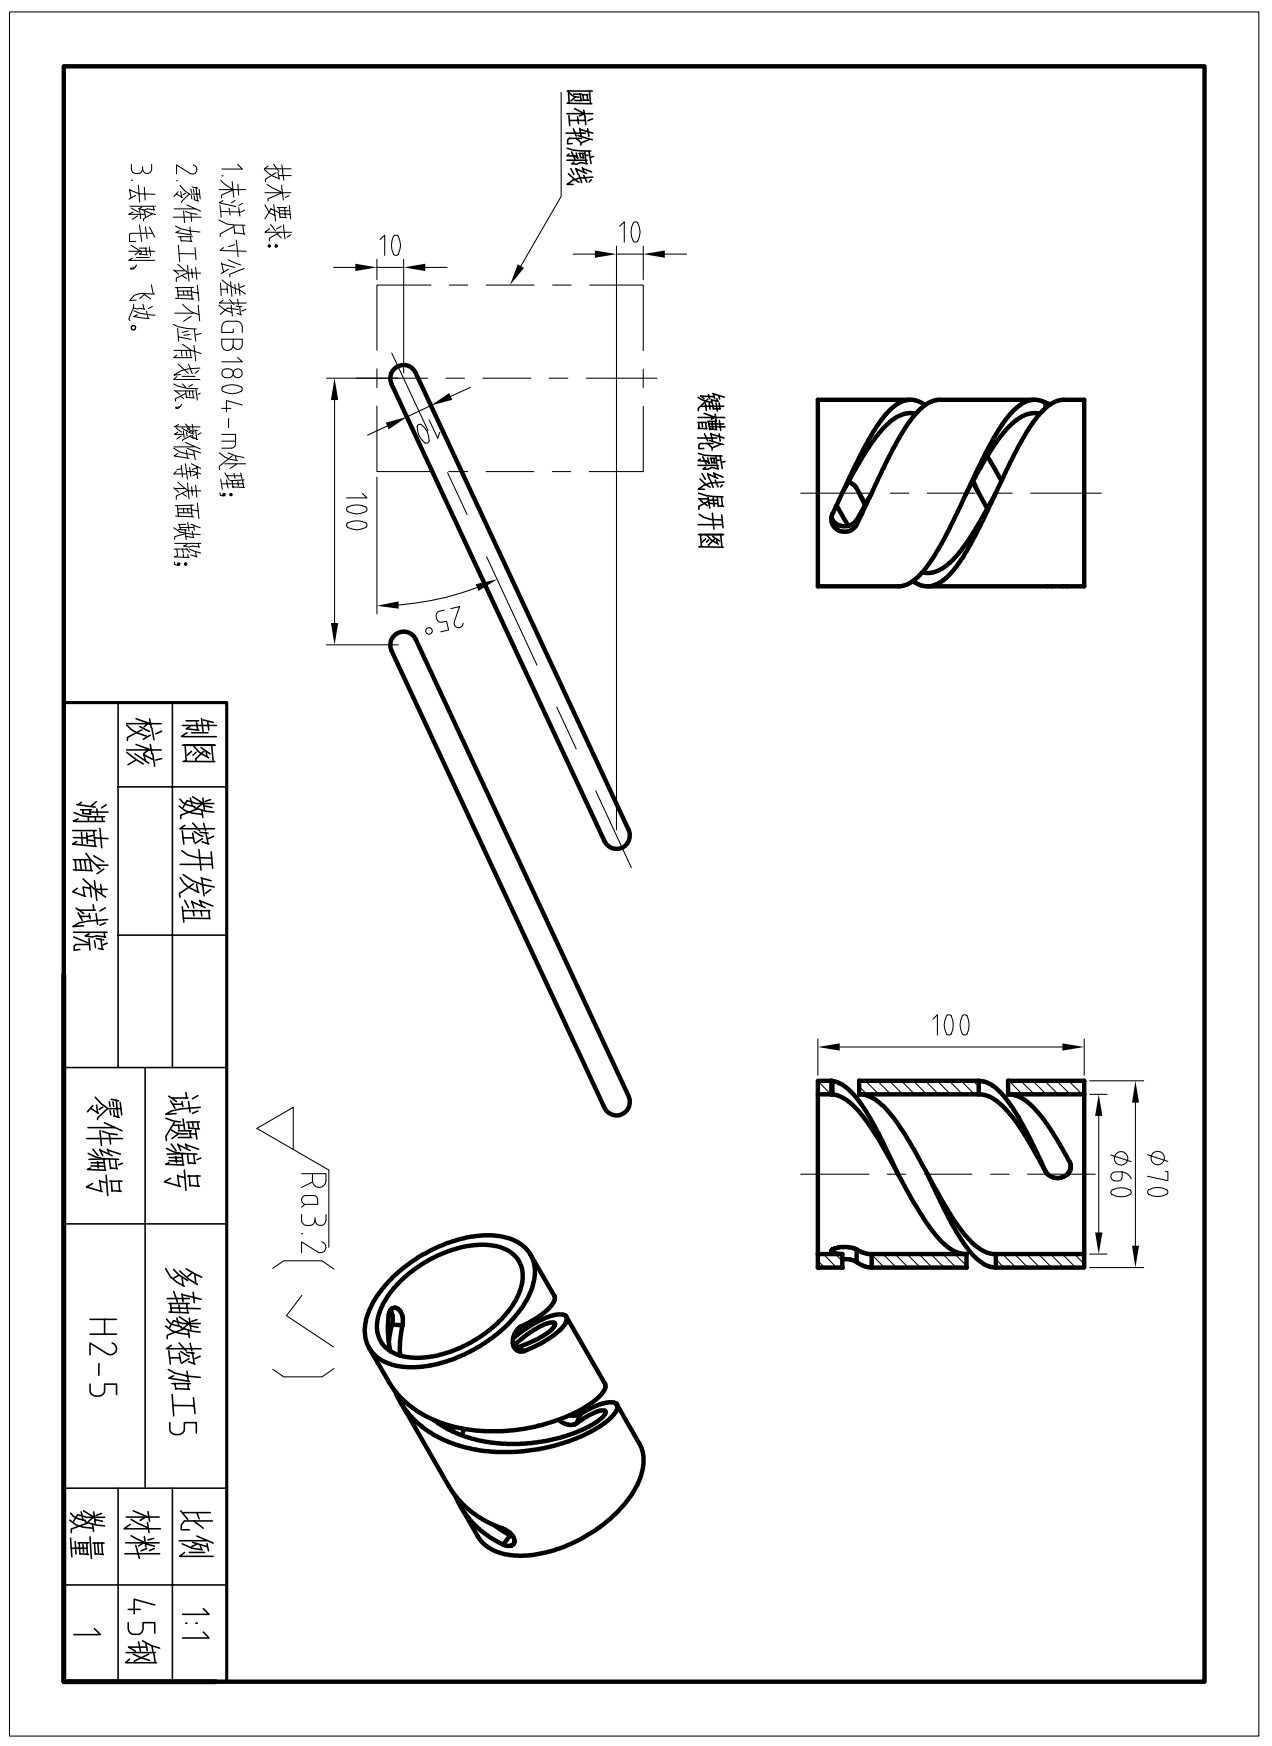 100
φ60
φ70
键槽轮廓线展开图
圆柱轮廓线
10
10
10
100
25°
Ra3.2
技术要求:
1.未注尺寸公差按GB1804-m处理;
2.零件加工表面不应有划痕、擦伤等表面缺陷;
3.去除毛刺、飞边。
制图 数控开发组 试题编号 多轴数控加工5 比例 1:1
校核 材料 45钢
湖南省考试院 零件编号 H2-5 数量 1